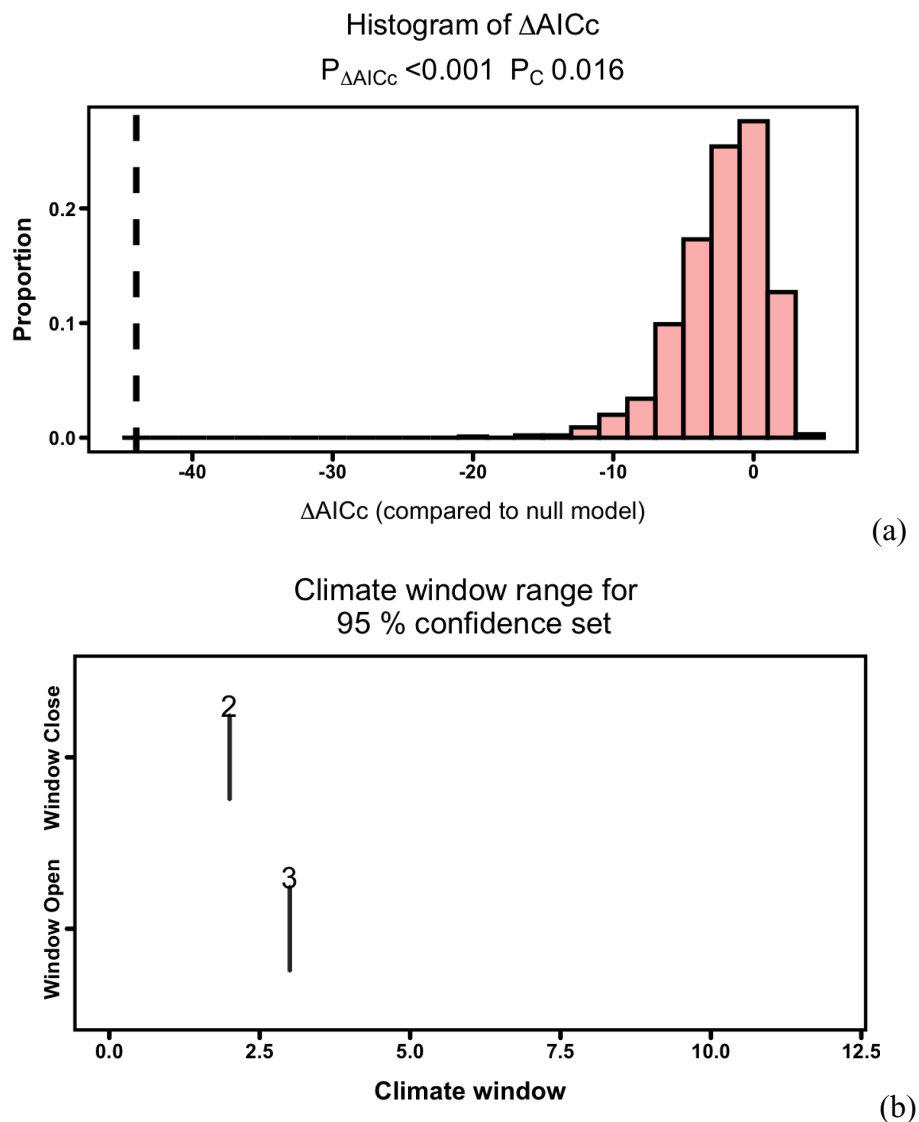 Histogram of ΔAICc
PΔAICc <0.001 PC 0.016
Proportion
0.2
0.1
0.0
-40 -30 -20 -10 0
ΔAICc (compared to null model)
(a)
Climate window range for
95 % confidence set
Window Close
2
Window Open
3
0.0 2.5 5.0 7.5 10.0 12.5
Climate window
(b)